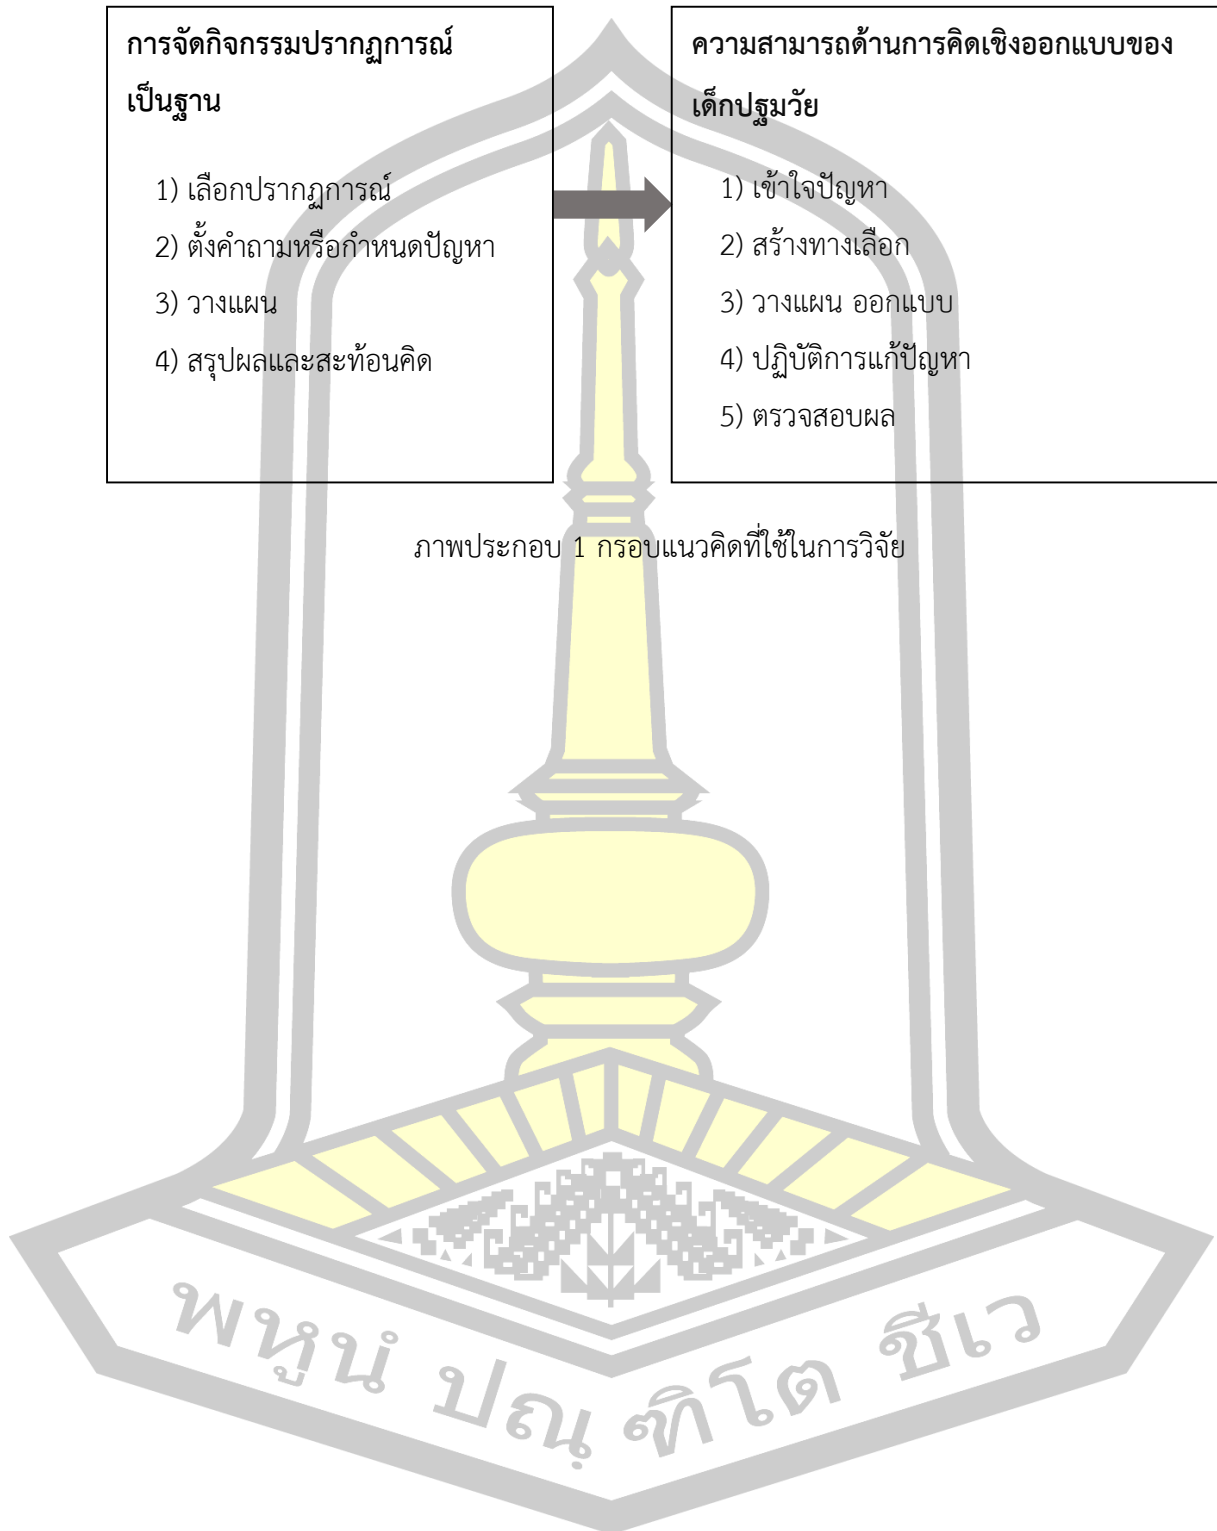 การจัดกิจกรรมปรากฏการณ์
เป็นฐาน
1) เลือกปรากฏการณ์
2) ตั้งคำถามหรือกำหนดปัญหา
3) วางแผน
4) สรุปผลและสะท้อนคิด
ความสามารถด้านการคิดเชิงออกแบบของ
เด็กปฐมวัย
1) เข้าใจปัญหา
2) สร้างทางเลือก
3) วางแผน ออกแบบ
4) ปฏิบัติการแก้ปัญหา
5) ตรวจสอบผล
ภาพประกอบ 1 กรอบแนวคิดที่ใช้ในการวิจัย
พหูนํ ปณฺ ฑิโต ชีเว